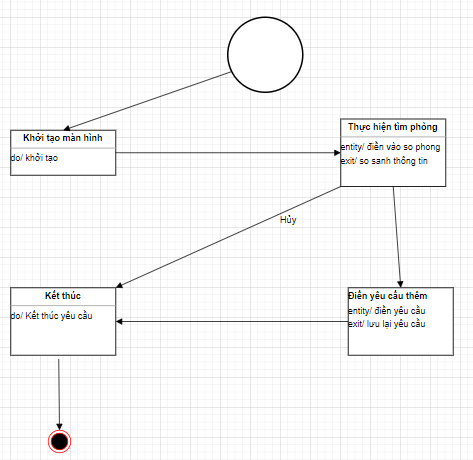 Khởi tạo màn hình
do/ khởi tạo
Thực hiện tìm phòng
entity/ điền vào so phong
exit/ so sanh thông tin
Hủy
Kết thúc
do/ Kết thúc yêu cầu
Điền yêu cầu thêm
entity/ điền yêu cầu
exit/ lưu lại yêu cầu